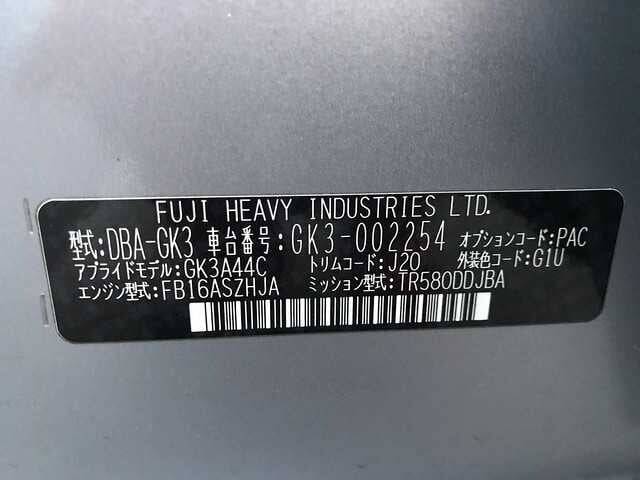 FUJI HEAVY INDUSTRIES LTD.
型式:DBA-GK3 車台番号:GK3-002254 オプションコード:PAC
アプライドモデル:GK3A44C トリムコード:J20 外装色コード:G1U
エンジン型式:FB16ASZHJA ミッション型式:TR580DDJBA